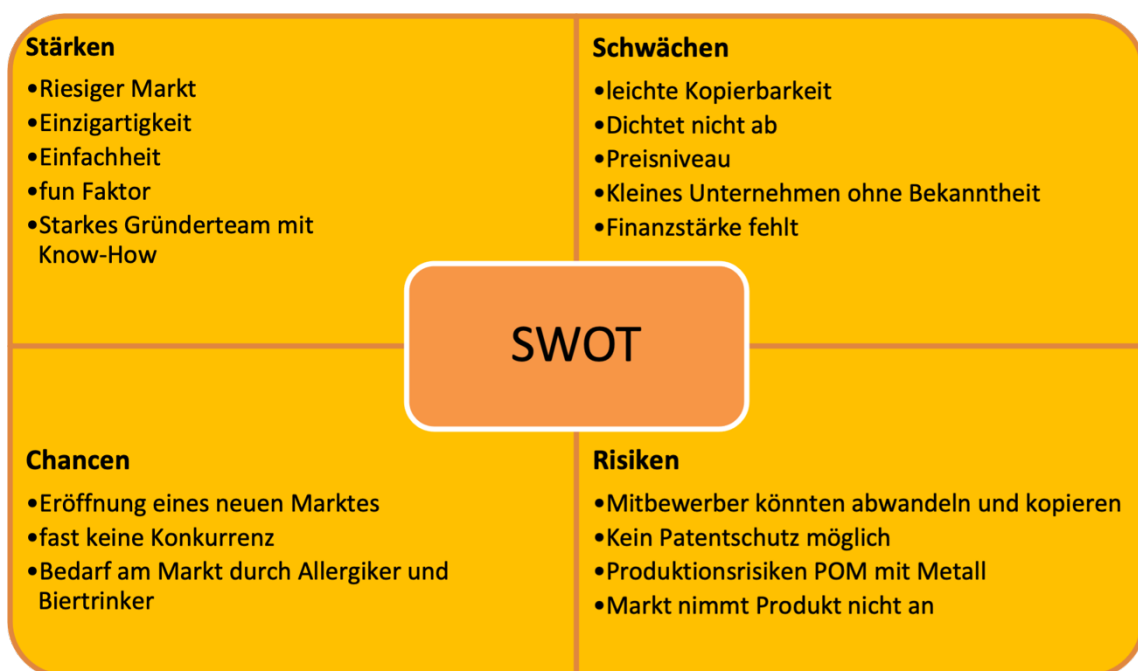 Stärken
•Riesiger Markt
•Einzigartigkeit
•Einfachheit
•fun Faktor
•Starkes Gründerteam mit
Know-How
Schwächen
•leichte Kopierbarkeit
•Dichtet nicht ab
•Preisniveau
•Kleines Unternehmen ohne Bekanntheit
•Finanzstärke fehlt
SWOT
Chancen
•Eröffnung eines neuen Marktes
•fast keine Konkurrenz
•Bedarf am Markt durch Allergiker und
Biertrinker
Risiken
•Mitbewerber könnten abwandeln und kopieren
•Kein Patentschutz möglich
•Produktionsrisiken POM mit Metall
•Markt nimmt Produkt nicht an